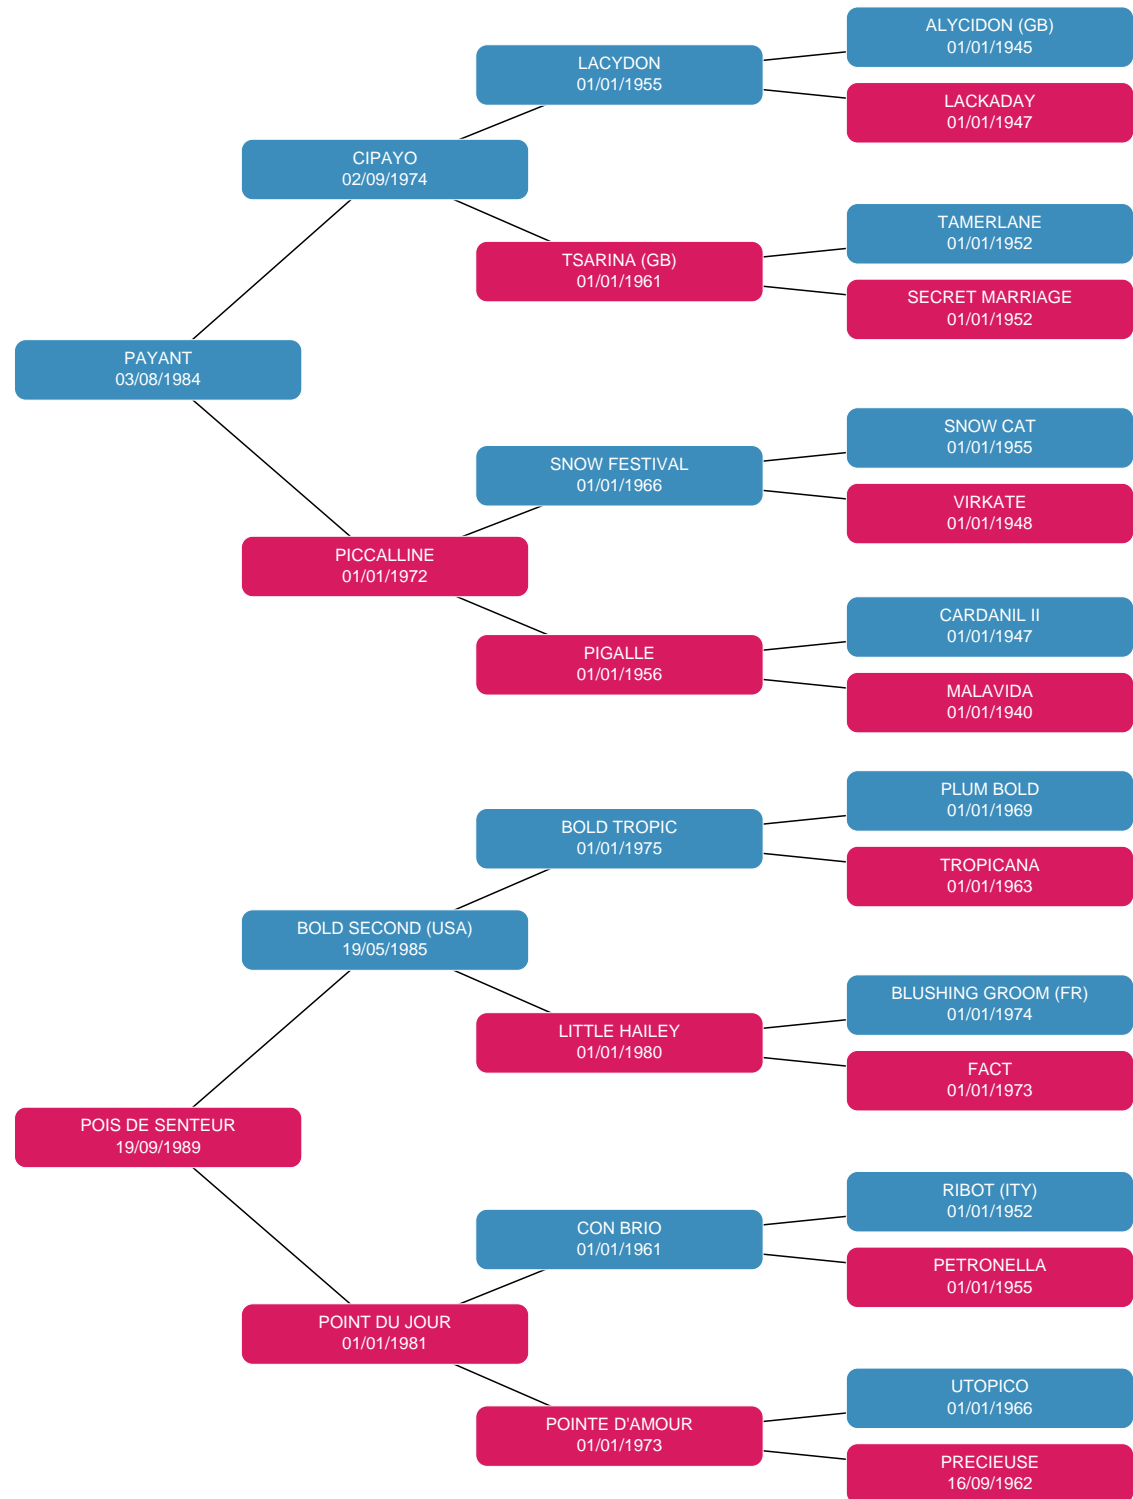 ALYCIDON (GB)
01/01/1945
LACYDON
01/01/1955
LACKADAY
01/01/1947
CIPAYO
02/09/1974
TAMERLANE
01/01/1952
TSARINA (GB)
01/01/1961
SECRET MARRIAGE
01/01/1952
PAYANT
03/08/1984
SNOW CAT
01/01/1955
SNOW FESTIVAL
01/01/1966
VIRKATE
01/01/1948
PICCALLINE
01/01/1972
CARDANIL II
01/01/1947
PIGALLE
01/01/1956
MALAVIDA
01/01/1940
PLUM BOLD
01/01/1969
BOLD TROPIC
01/01/1975
TROPICANA
01/01/1963
BOLD SECOND (USA)
19/05/1985
BLUSHING GROOM (FR)
01/01/1974
LITTLE HAILEY
01/01/1980
FACT
01/01/1973
POIS DE SENTEUR
19/09/1989
RIBOT (ITY)
01/01/1952
CON BRIO
01/01/1961
PETRONELLA
01/01/1955
POINT DU JOUR
01/01/1981
UTOPICO
01/01/1966
POINTE D'AMOUR
01/01/1973
PRECIEUSE
16/09/1962